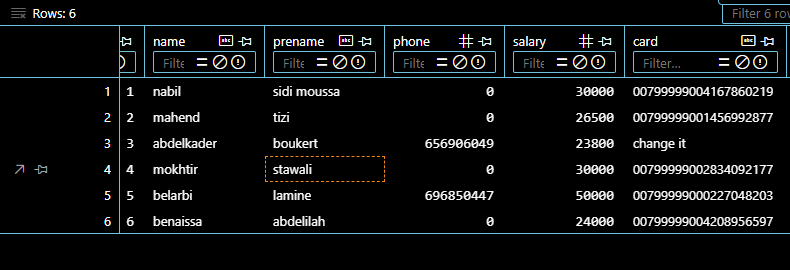 Rows: 6
Filter 6 rov
name prename phone salary card
Filte Filte Filte Filte Filter...
1 1 nabil sidi moussa 0 30000 00799999004167860219
2 2 mahend tizi 0 26500 00799999001456992877
3 3 abdelkader boukert 656906049 23800 change it
4 4 mokhtir stawali 0 30000 00799999002834092177
5 5 belarbi lamine 696850447 50000 00799999000227048203
6 6 benaissa abdelilah 0 24000 00799999004208956597